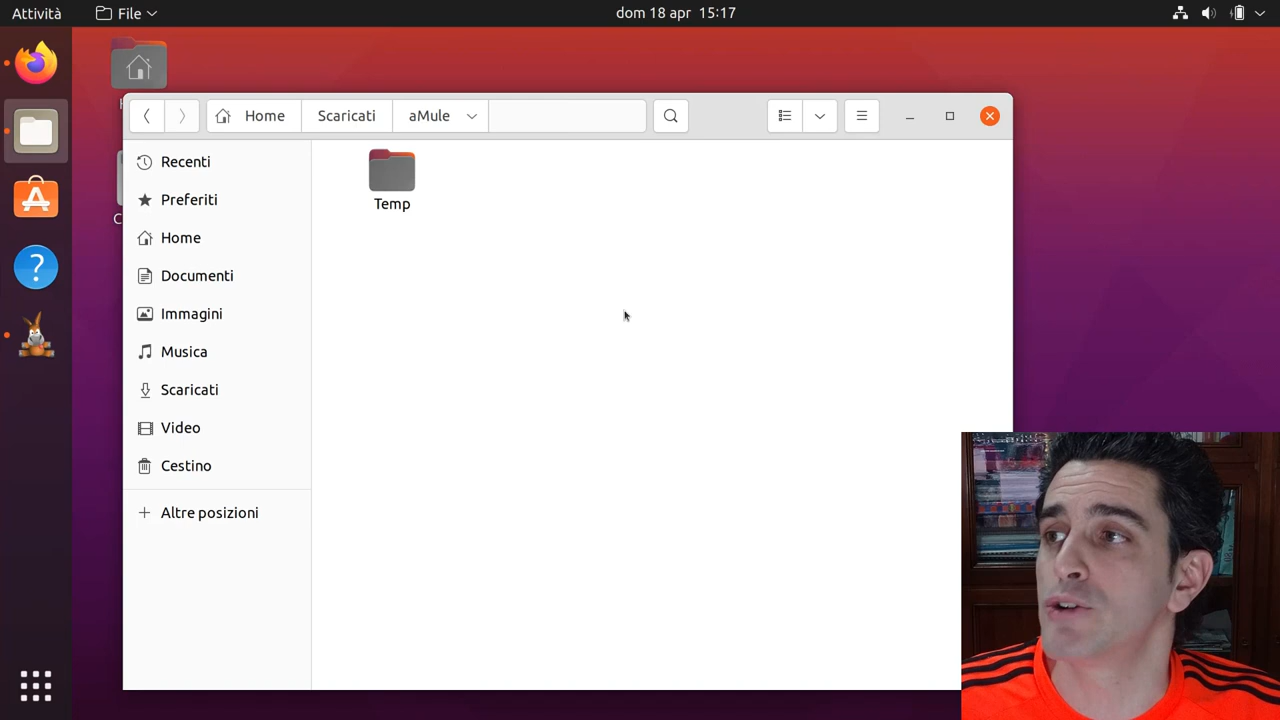 Attività
File
dom 18 apr 15:17
Home
Scaricati
aMule
Recenti
Preferiti
Home
Documenti
Immagini
Musica
Scaricati
Video
Cestino
Altre posizioni
Temp